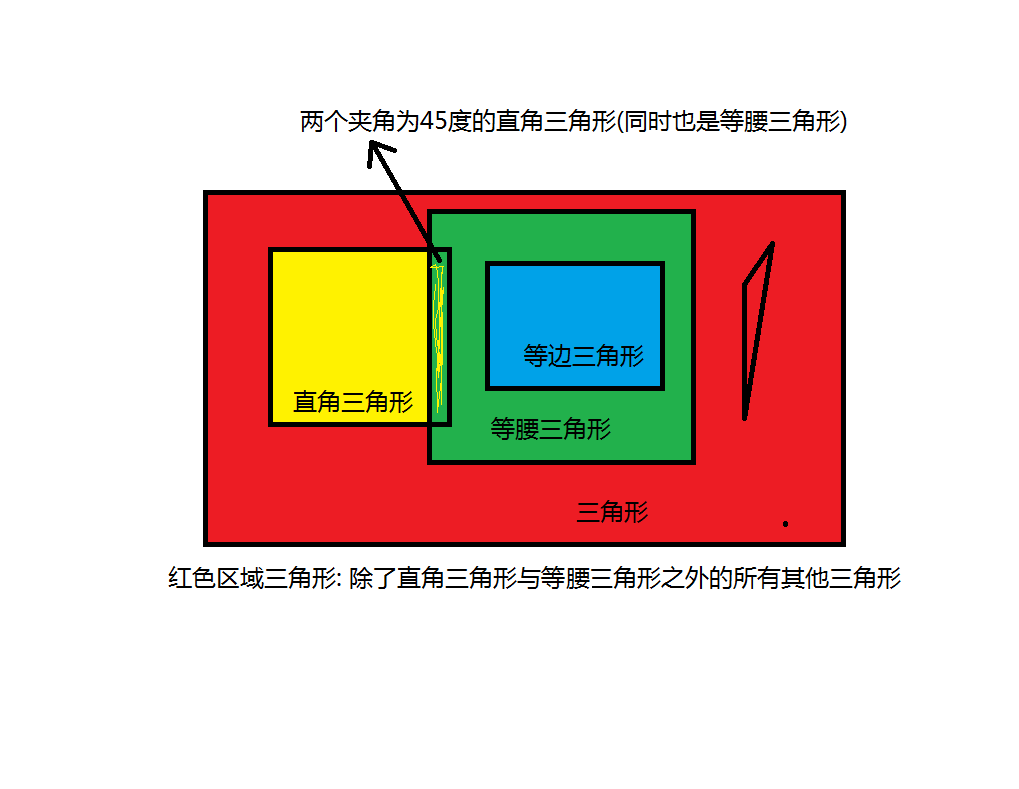 两个夹角为45度的直角三角形(同时也是等腰三角形)
等边三角形
直角三角形
等腰三角形
三角形
红色区域三角形: 除了直角三角形与等腰三角形之外的所有其他三角形